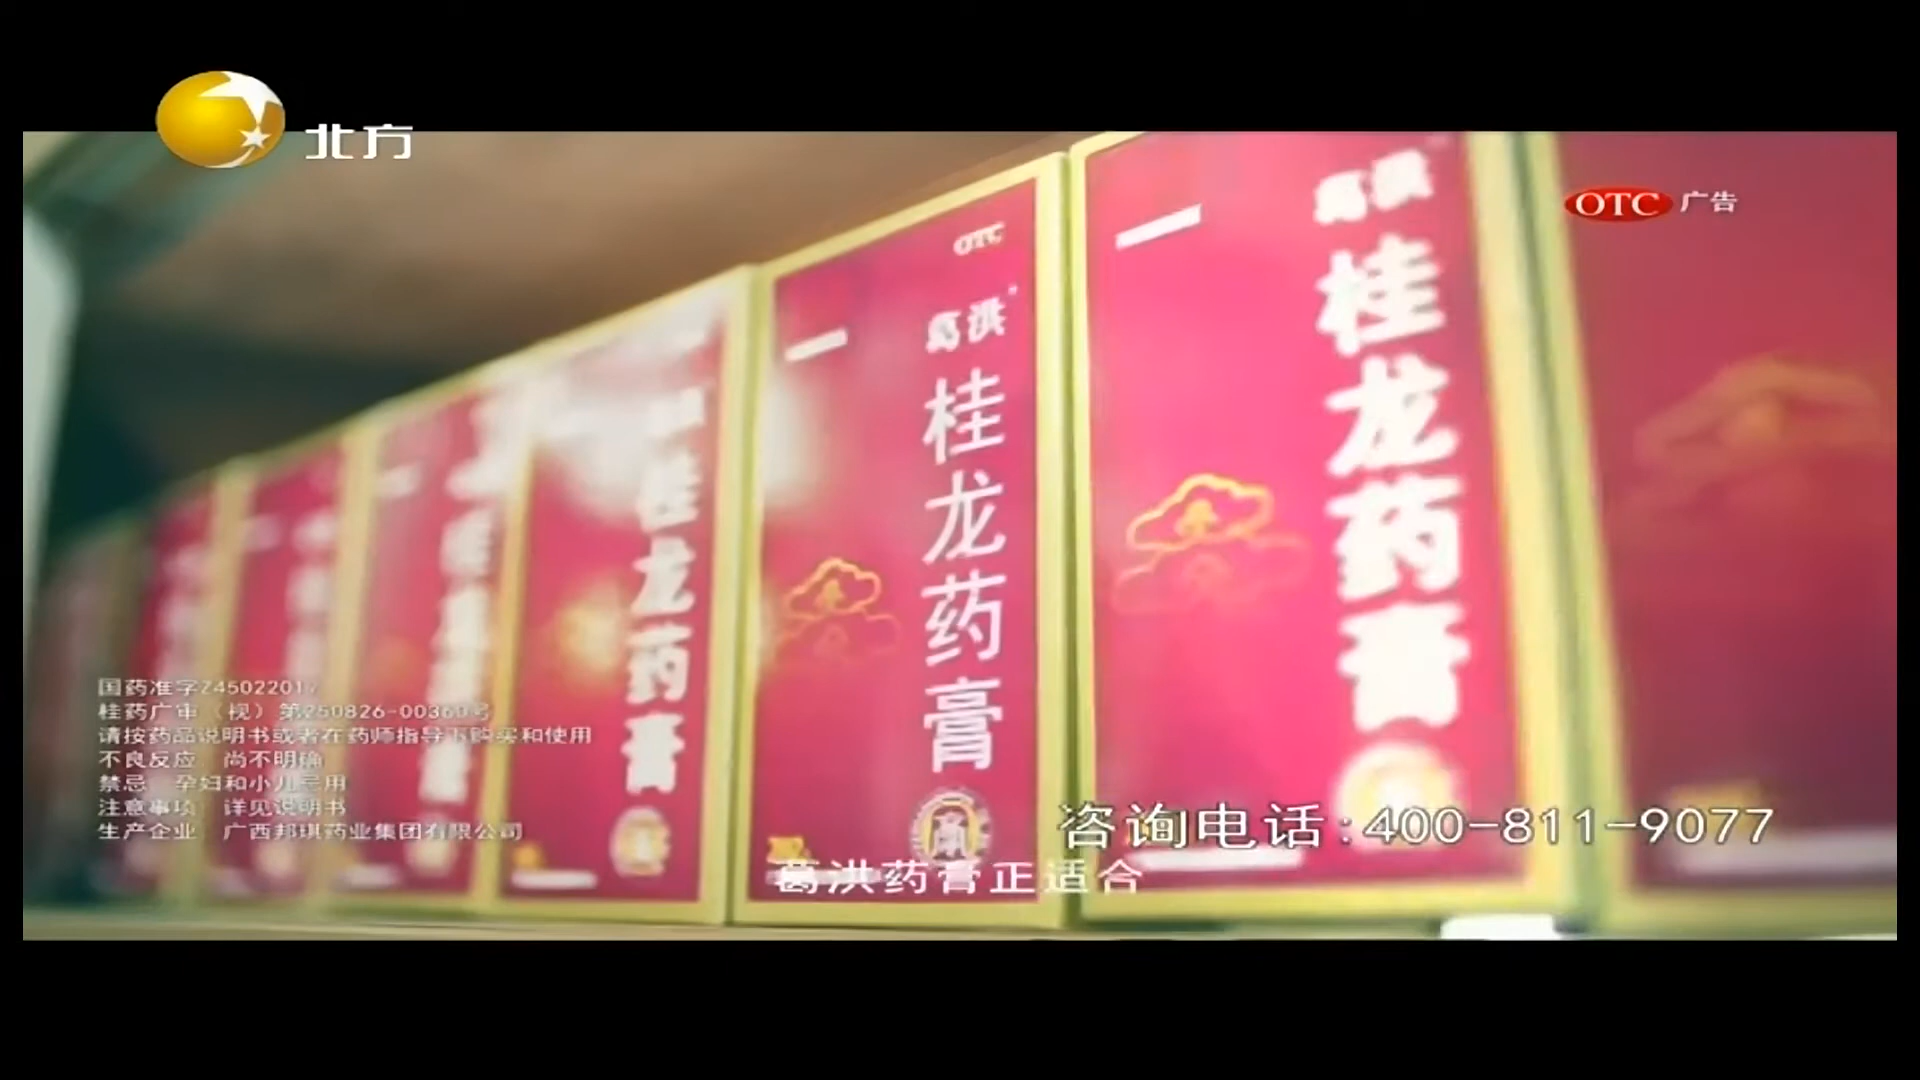 北方
OTC 广告
OTC
葛洪
桂龙药膏
葛洪
桂龙药膏
桂龙药膏
国药准字Z45022017
桂药广审（视）第250826-00360号
请按药品说明书或者在药师指导下购买和使用
不良反应 尚不明确
禁忌 孕妇和小儿忌用
注意事项 详见说明书
生产企业 广西邦琪药业集团有限公司
咨询电话:400-811-9077
葛洪药膏正适合